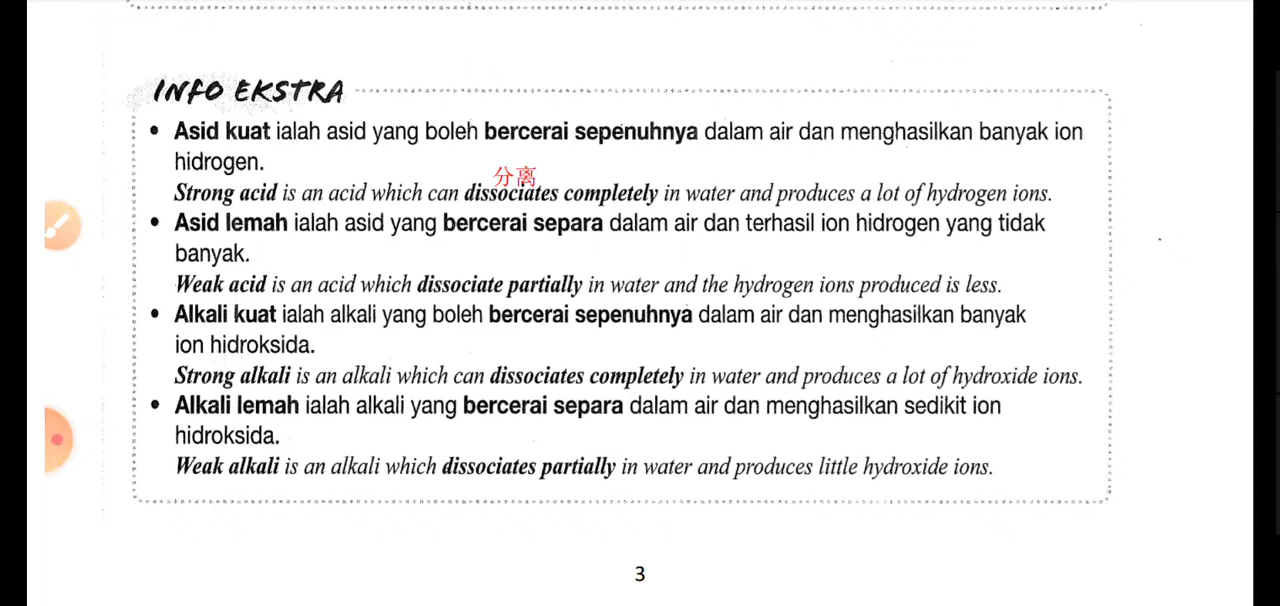 INFO EKSTRA
• Asid kuat ialah asid yang boleh bercerai sepenuhnya dalam air dan menghasilkan banyak ion
hidrogen.
分离
Strong acid is an acid which can dissociates completely in water and produces a lot of hydrogen ions.
• Asid lemah ialah asid yang bercerai separa dalam air dan terhasil ion hidrogen yang tidak
banyak.
Weak acid is an acid which dissociate partially in water and the hydrogen ions produced is less.
• Alkali kuat ialah alkali yang boleh bercerai sepenuhnya dalam air dan menghasilkan banyak
ion hidroksida.
Strong alkali is an alkali which can dissociates completely in water and produces a lot of hydroxide ions.
• Alkali lemah ialah alkali yang bercerai separa dalam air dan menghasilkan sedikit ion
hidroksida.
Weak alkali is an alkali which dissociates partially in water and produces little hydroxide ions.
3